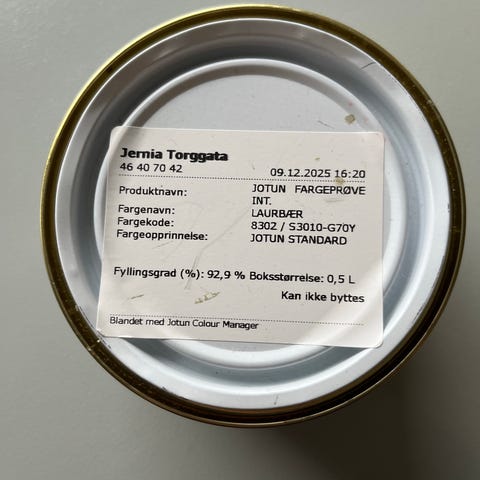 Jernia Torggata
46 40 70 42 09.12.2025 16:20
Produktnavn: JOTUN FARGEPRØVE
INT.
Fargenavn: LAURBÆR
Fargekode: 8302 / S3010-G70Y
Fargeopprinnelse: JOTUN STANDARD
Fyllingsgrad (%): 92,9 % Boksstørrelse: 0,5 L
Kan ikke byttes
Blandet med Jotun Colour Manager